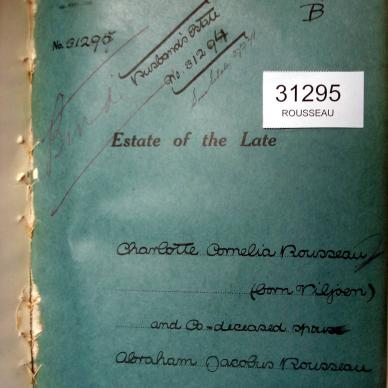 B
No. 31295
Husband's Estate
No. 31294
31295
ROUSSEAU
Bind.
Estate of the Late
Charlotte Cornelia Rousseau
(born Viljoen)
and Co-deceased spouse
Abraham Jacobus Rousseau